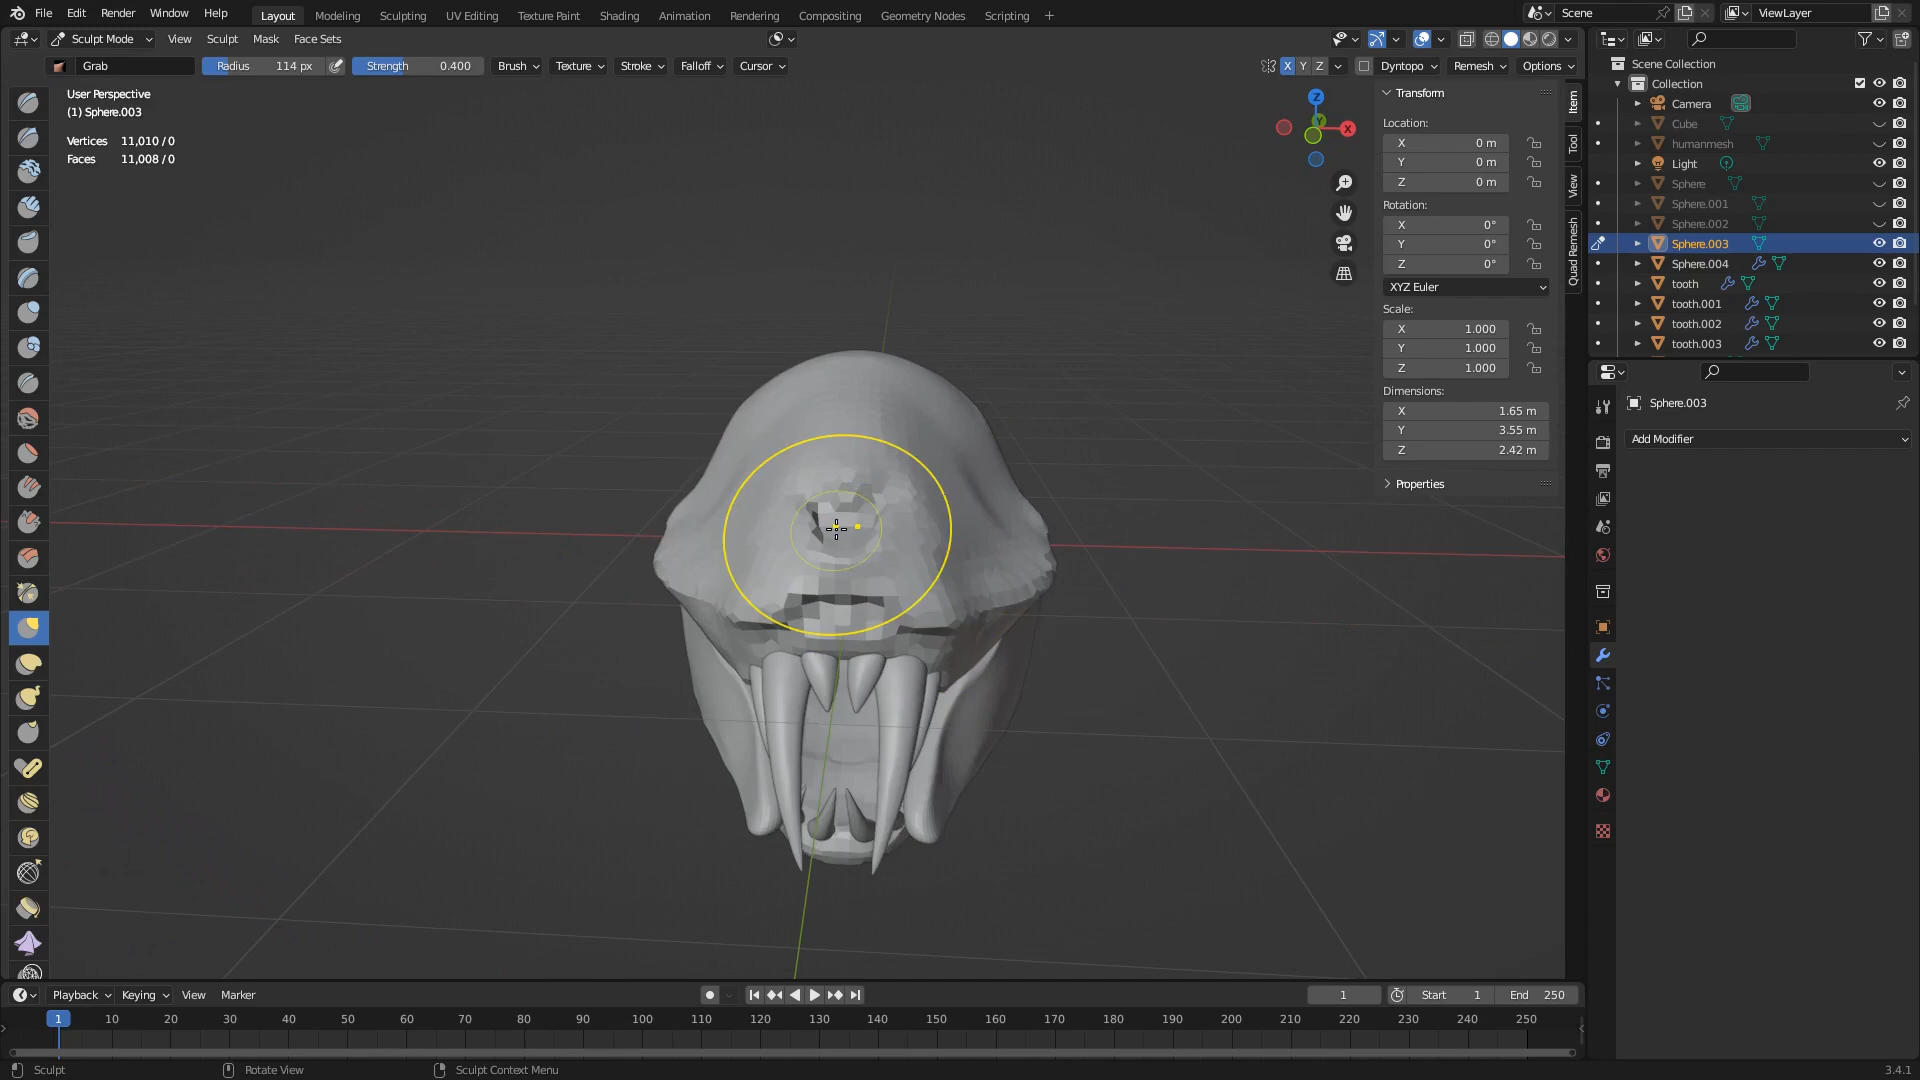 File Edit Render Window Help Layout Modeling Sculpting UV Editing Texture Paint Shading Animation Rendering Compositing Geometry Nodes Scripting + Scene ViewLayer
Sculpt Mode View Sculpt Mask Face Sets
Grab Radius 114 px Strength 0.400 Brush Texture Stroke Falloff Cursor X Y Z Dyntopo Remesh Options
User Perspective
(1) Sphere.003
Vertices 11,010 / 0
Faces 11,008 / 0
Z
Y
X
Transform
Location:
X 0 m
Y 0 m
Z 0 m
Rotation:
X 0°
Y 0°
Z 0°
XYZ Euler
Scale:
X 1.000
Y 1.000
Z 1.000
Dimensions:
X 1.65 m
Y 3.55 m
Z 2.42 m
Properties
Item
Tool
View
Quad Remesh
Scene Collection
Collection
Camera
Cube
humanmesh
Light
Sphere
Sphere.001
Sphere.002
Sphere.003
Sphere.004
tooth
tooth.001
tooth.002
tooth.003
Sphere.003
Add Modifier
Playback Keying View Marker 1 Start 1 End 250
1 10 20 30 40 50 60 70 80 90 100 110 120 130 140 150 160 170 180 190 200 210 220 230 240 250
Sculpt Rotate View Sculpt Context Menu 3.4.1